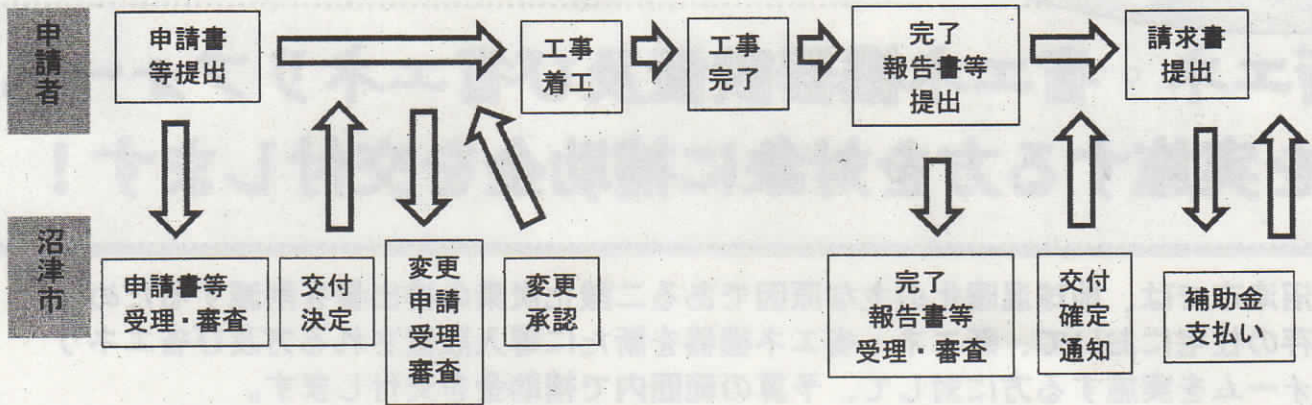 申請者
申請書
等提出
工事
着工
工事
完了
完了
報告書等
提出
請求書
提出
沼津市
申請書等
受理・審査
交付
決定
変更
申請
受理
審査
変更
承認
完了
報告書等
受理・審査
交付
確定
通知
補助金
支払い